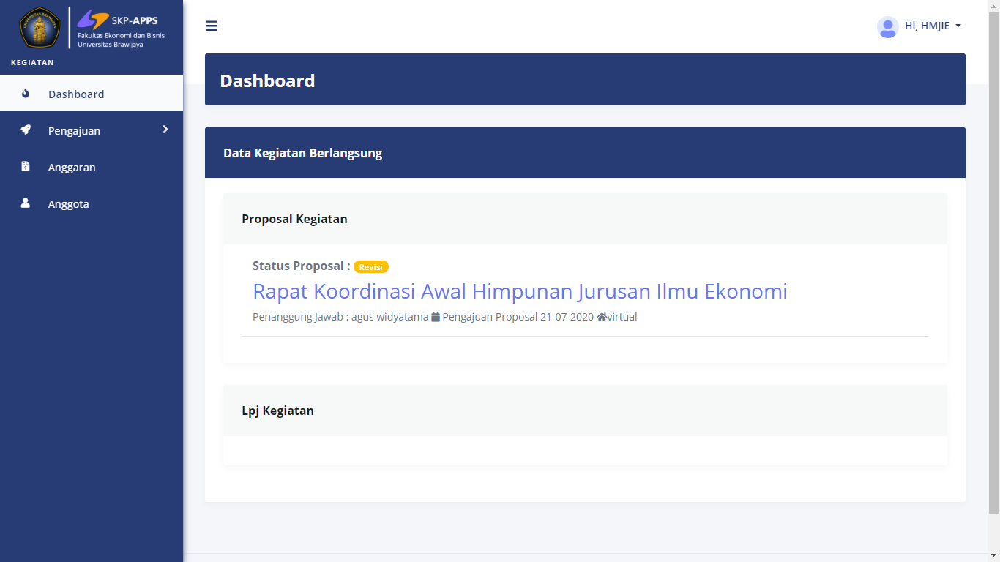 UNIVERSITAS BRAWIJAYA
SKP-APPS
Fakultas Ekonomi dan Bisnis
Universitas Brawijaya
KEGIATAN
Dashboard
Pengajuan
Anggaran
Anggota
Hi, HMJIE
Dashboard
Data Kegiatan Berlangsung
Proposal Kegiatan
Status Proposal : Revisi
Rapat Koordinasi Awal Himpunan Jurusan Ilmu Ekonomi
Penanggung Jawab : agus widyatama Pengajuan Proposal 21-07-2020 virtual
Lpj Kegiatan